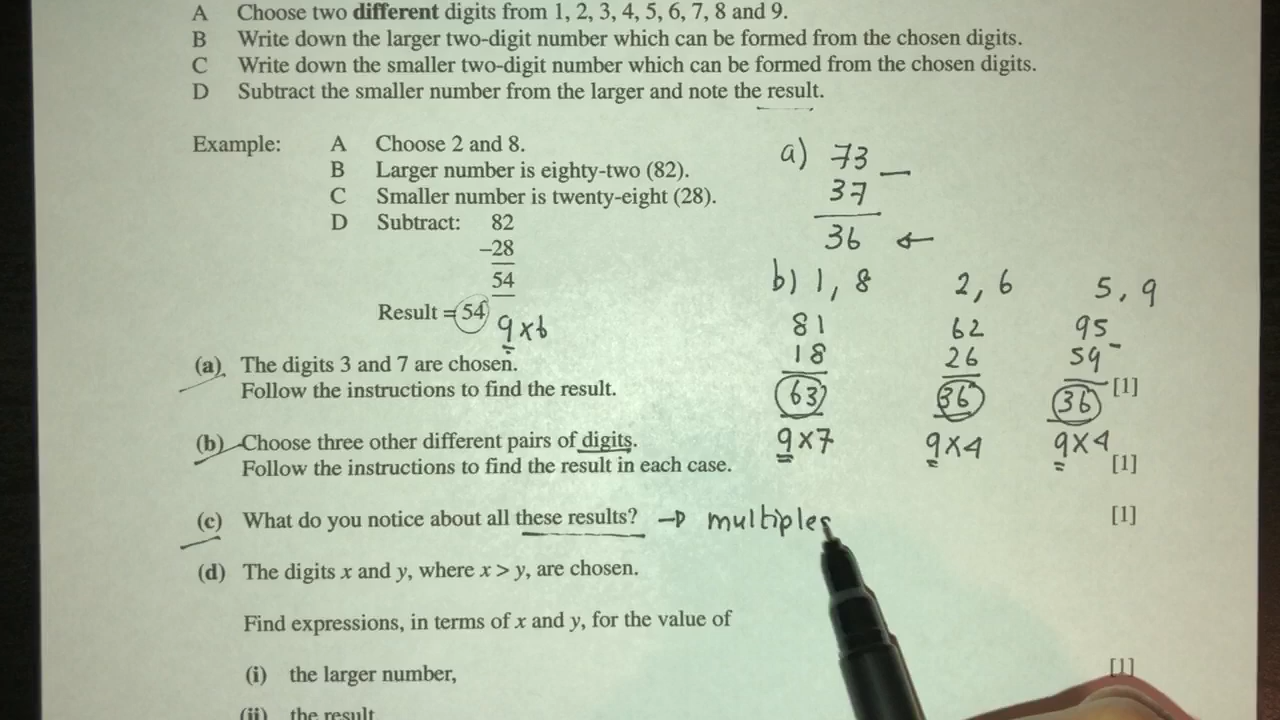 A Choose two different digits from 1, 2, 3, 4, 5, 6, 7, 8 and 9.
B Write down the larger two-digit number which can be formed from the chosen digits.
C Write down the smaller two-digit number which can be formed from the chosen digits.
D Subtract the smaller number from the larger and note the result.
Example: A Choose 2 and 8.
B Larger number is eighty-two (82).
C Smaller number is twenty-eight (28).
D Subtract: 82
–28
54
Result = 54
9 x 6
a) 73 –
37
36 ←
b) 1, 8 2, 6 5, 9
81 62 95 –
18 26 59
63 36 36
9 x 7 9 x 4 9 x 4
(a) The digits 3 and 7 are chosen.
Follow the instructions to find the result. [1]
(b) Choose three other different pairs of digits.
Follow the instructions to find the result in each case. [1]
(c) What do you notice about all these results? → multiples [1]
(d) The digits x and y, where x > y, are chosen.
Find expressions, in terms of x and y, for the value of
(i) the larger number, [1]
(ii) the result